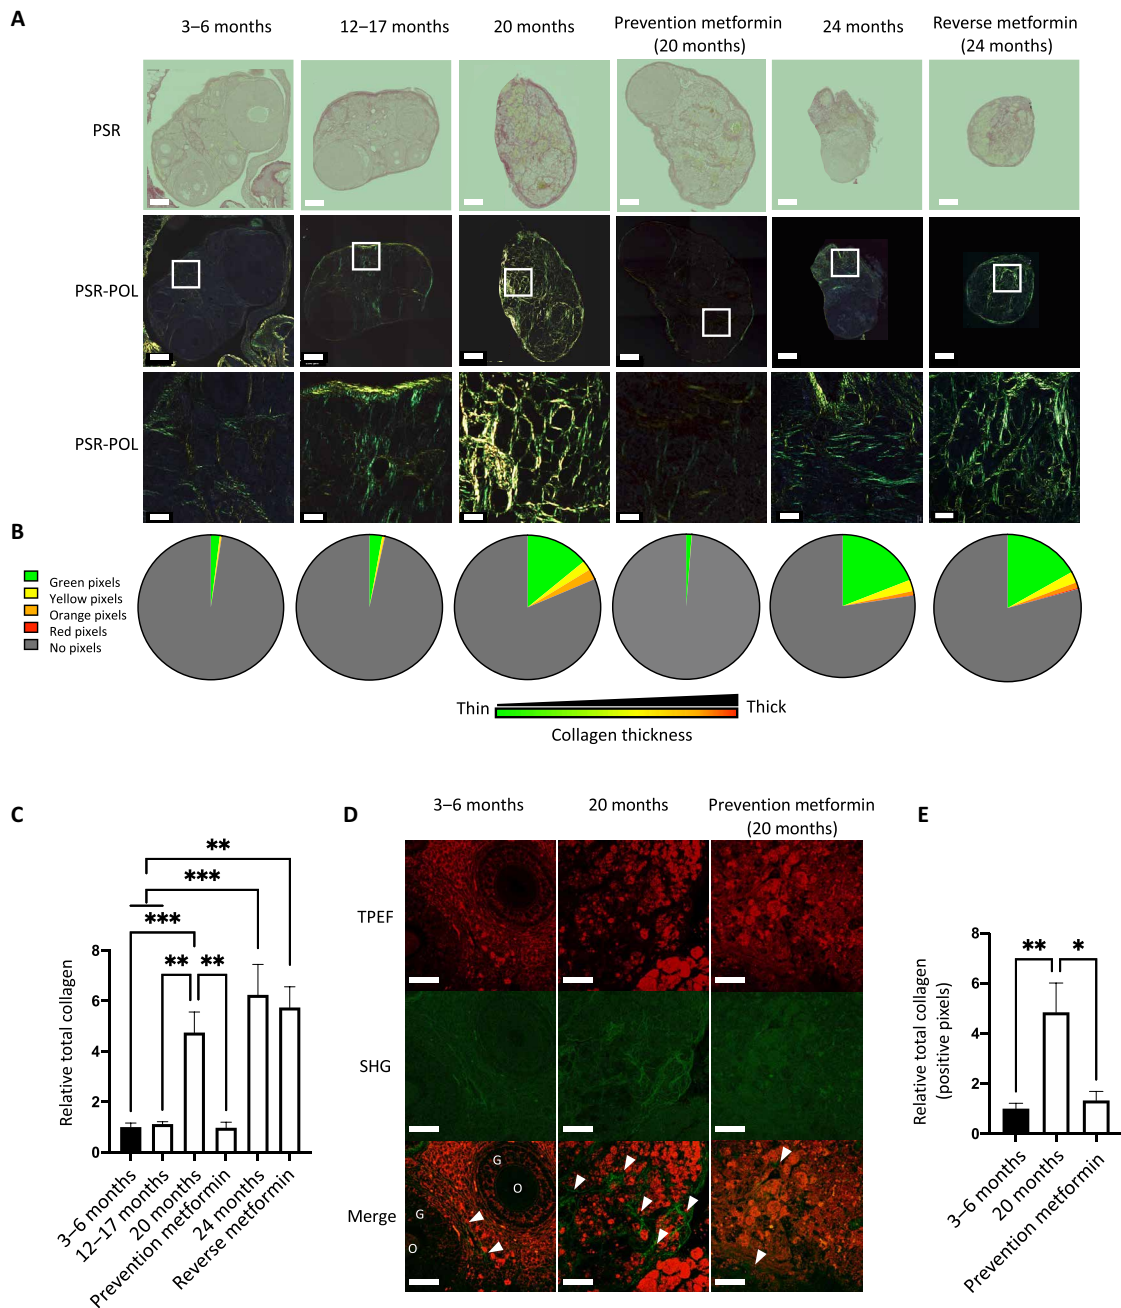 A
3–6 months
12–17 months
20 months
Prevention metformin
(20 months)
24 months
Reverse metformin
(24 months)
PSR
PSR-POL
PSR-POL
B
Green pixels
Yellow pixels
Orange pixels
Red pixels
No pixels
Thin
Thick
Collagen thickness
C
**
***
***
**
**
Relative total collagen
8
6
4
2
0
3–6 months
12–17 months
20 months
Prevention metformin
24 months
Reverse metformin
D
3–6 months
20 months
Prevention metformin
(20 months)
TPEF
SHG
Merge
G
O
G
O
E
**
*
Relative total collagen
(positive pixels)
8
6
4
2
0
3–6 months
20 months
Prevention metformin